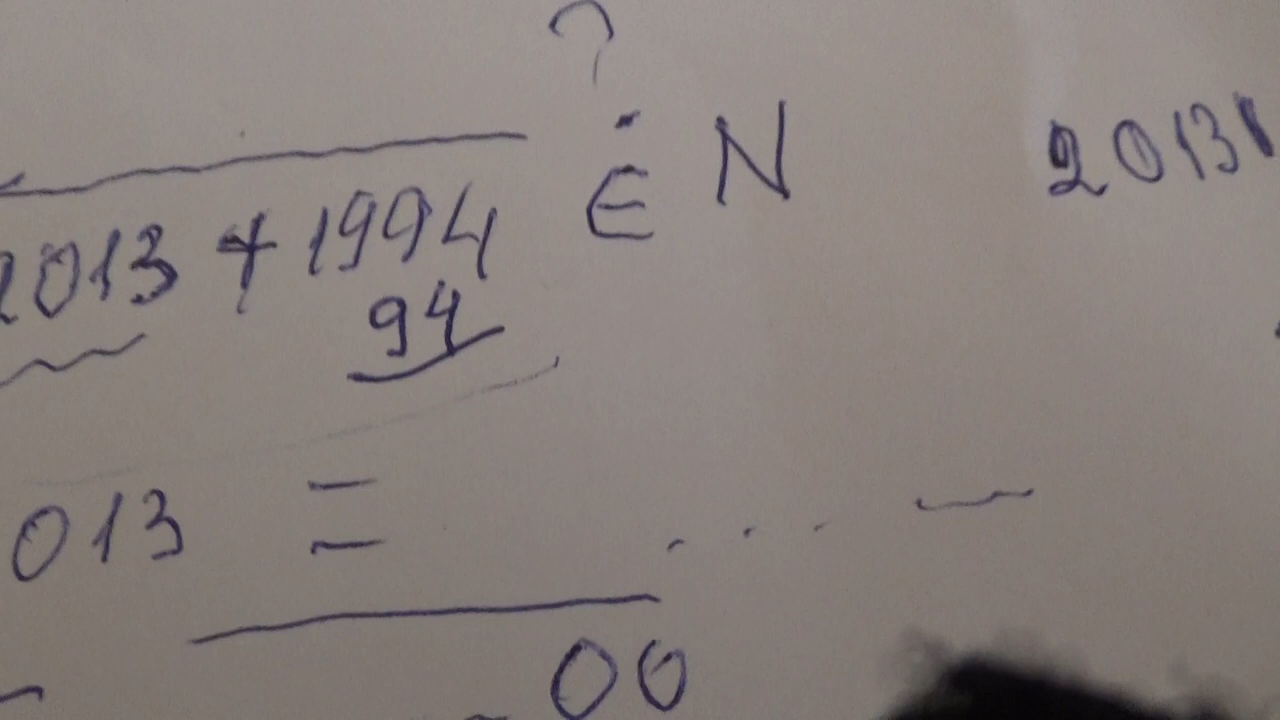 ?
2013 + 1994 ∈ N 2013
94
013 = ... —
00